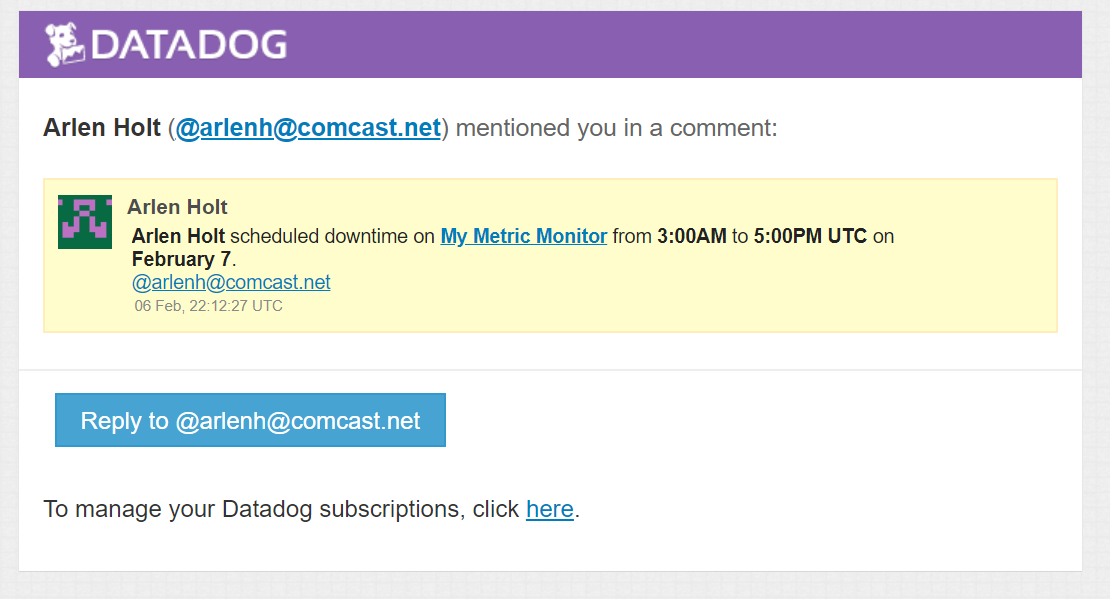 DATADOG
Arlen Holt (@arlenh@comcast.net) mentioned you in a comment:
Arlen Holt
Arlen Holt scheduled downtime on My Metric Monitor from 3:00AM to 5:00PM UTC on
February 7.
@arlenh@comcast.net
06 Feb, 22:12:27 UTC
Reply to @arlenh@comcast.net
To manage your Datadog subscriptions, click here.